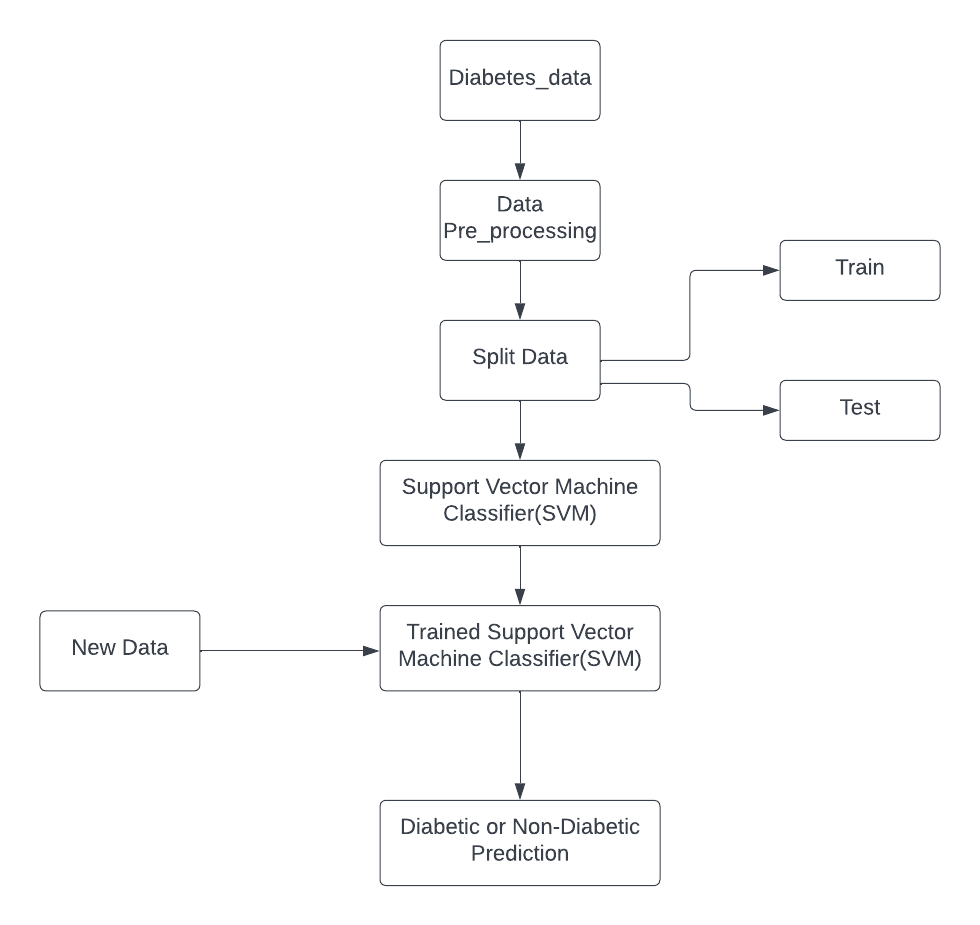 Diabetes_data
Data
Pre_processing
Train
Split Data
Test
Support Vector Machine
Classifier(SVM)
New Data
Trained Support Vector
Machine Classifier(SVM)
Diabetic or Non-Diabetic
Prediction